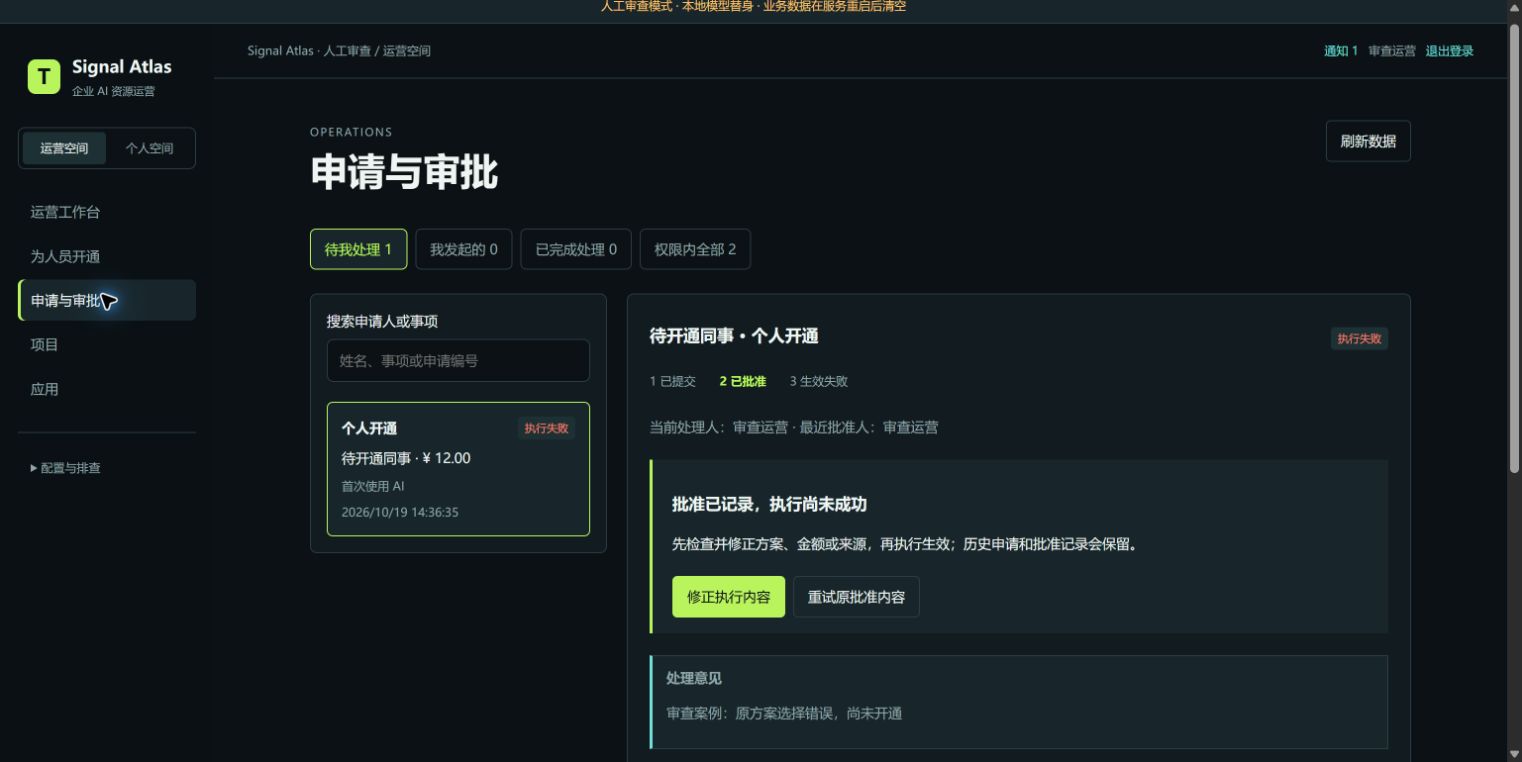 人工审查模式 · 本地模型替身 · 业务数据在服务重启后清空
T
Signal Atlas
企业 AI 资源运营
运营空间 个人空间
运营工作台
为人员开通
申请与审批
项目
应用
配置与排查
Signal Atlas · 人工审查 / 运营空间
通知 1 审查运营 退出登录
OPERATIONS
申请与审批
刷新数据
待我处理 1 我发起的 0 已完成处理 0 权限内全部 2
搜索申请人或事项
姓名、事项或申请编号
个人开通 执行失败
待开通同事 · ¥ 12.00
首次使用 AI
2026/10/19 14:36:35
待开通同事 • 个人开通 执行失败
1 已提交 2 已批准 3 生效失败
当前处理人：审查运营 · 最近批准人：审查运营
批准已记录，执行尚未成功
先检查并修正方案、金额或来源，再执行生效；历史申请和批准记录会保留。
修正执行内容 重试原批准内容
处理意见
审查案例：原方案选择错误，尚未开通